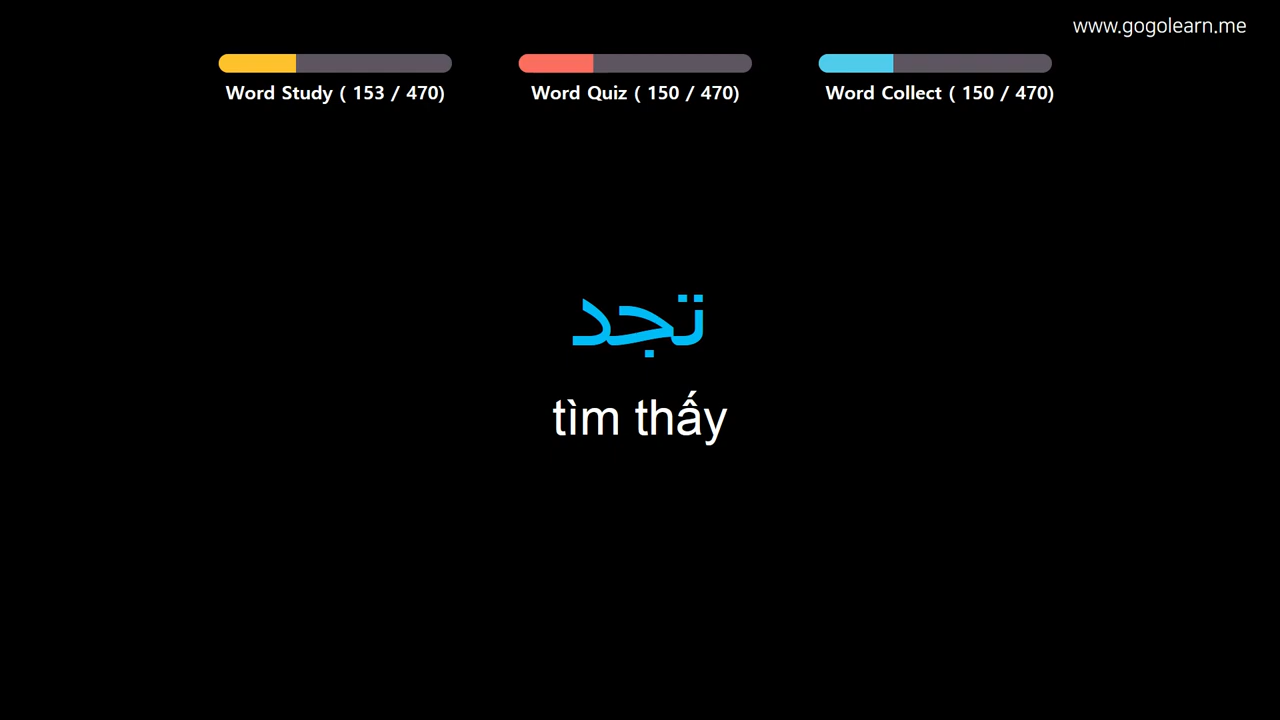 www.gogolearn.me
Word Study ( 153 / 470)
Word Quiz ( 150 / 470)
Word Collect ( 150 / 470)
تجد
tìm thấy